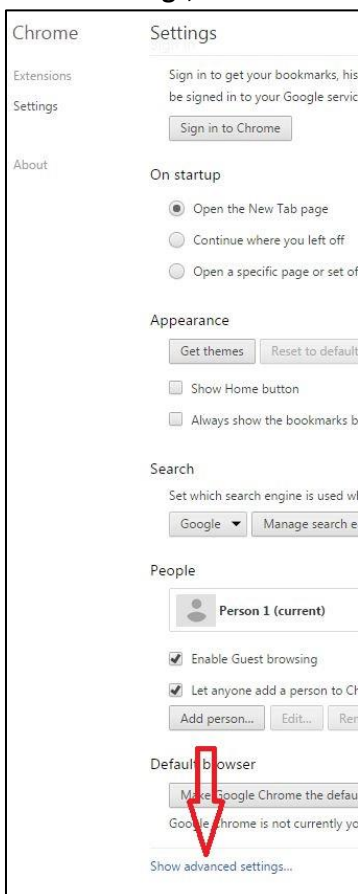 Chrome
Settings
Extensions
Settings
About
Sign in to get your bookmarks, his
be signed in to your Google servic
Sign in to Chrome
On startup
Open the New Tab page
Continue where you left off
Open a specific page or set of
Appearance
Get themes Reset to default
Show Home button
Always show the bookmarks b
Search
Set which search engine is used wh
Google Manage search e
People
Person 1 (current)
Enable Guest browsing
Let anyone add a person to Ch
Add person... Edit... Rem
Default browser
Make Google Chrome the defau
Google Chrome is not currently yo
Show advanced settings...